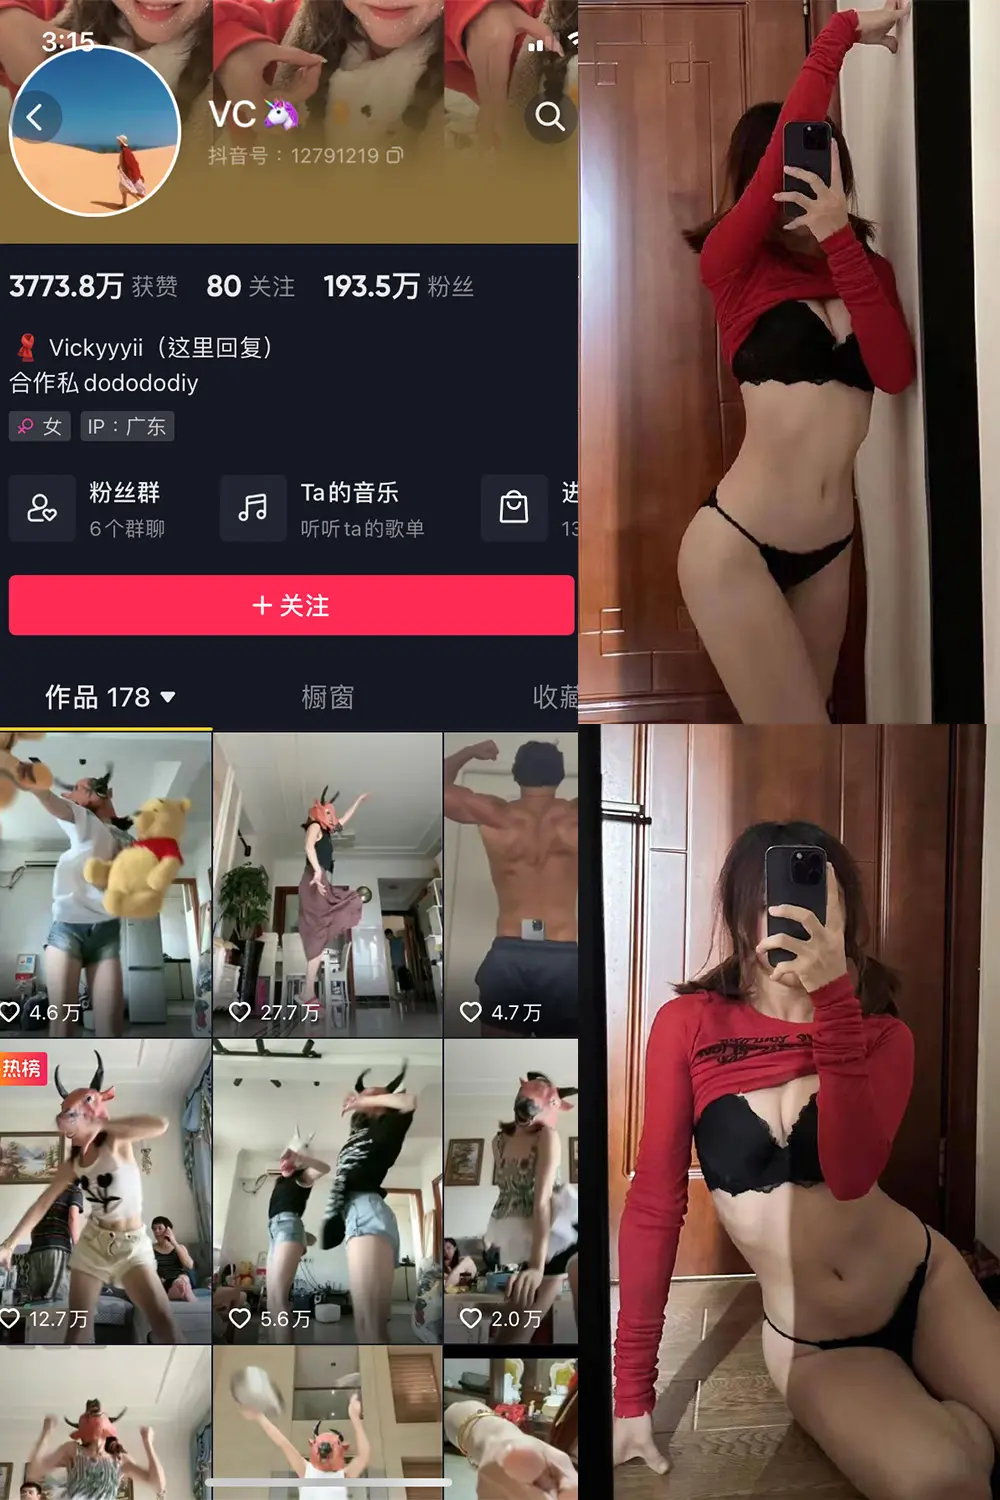 3:15
VC🦄
抖音号：12791219
3773.8万 获赞 80 关注 193.5万 粉丝
Vickyyyii（这里回复）
合作私 dodododiy
女 IP：广东
粉丝群 Ta的音乐 进
6个群聊 听听ta的歌单 13
+ 关注
作品 178 橱窗 收藏
4.6万 27.7万 4.7万
热榜
12.7万 5.6万 2.0万